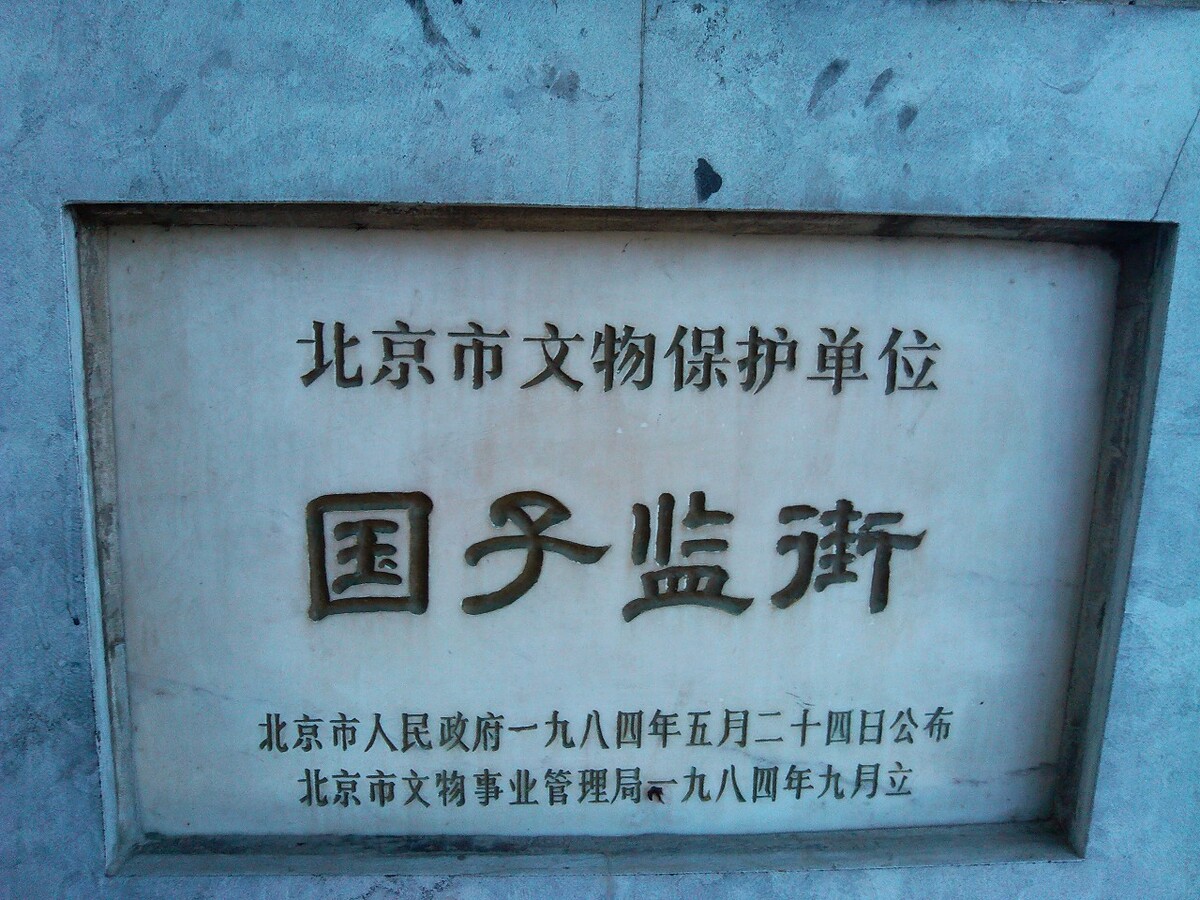 北京市文物保护单位
国子监街
北京市人民政府一九八四年五月二十四日公布
北京市文物事业管理局一九八四年九月立